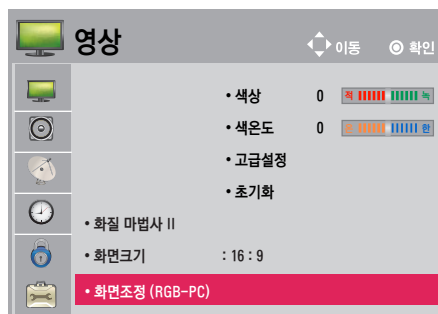 영상 이동 확인
• 색상 0 적 녹
• 색온도 0 온 한
• 고급설정
• 초기화
• 화질 마법사 II
• 화면크기 : 16 : 9
• 화면조정 (RGB-PC)